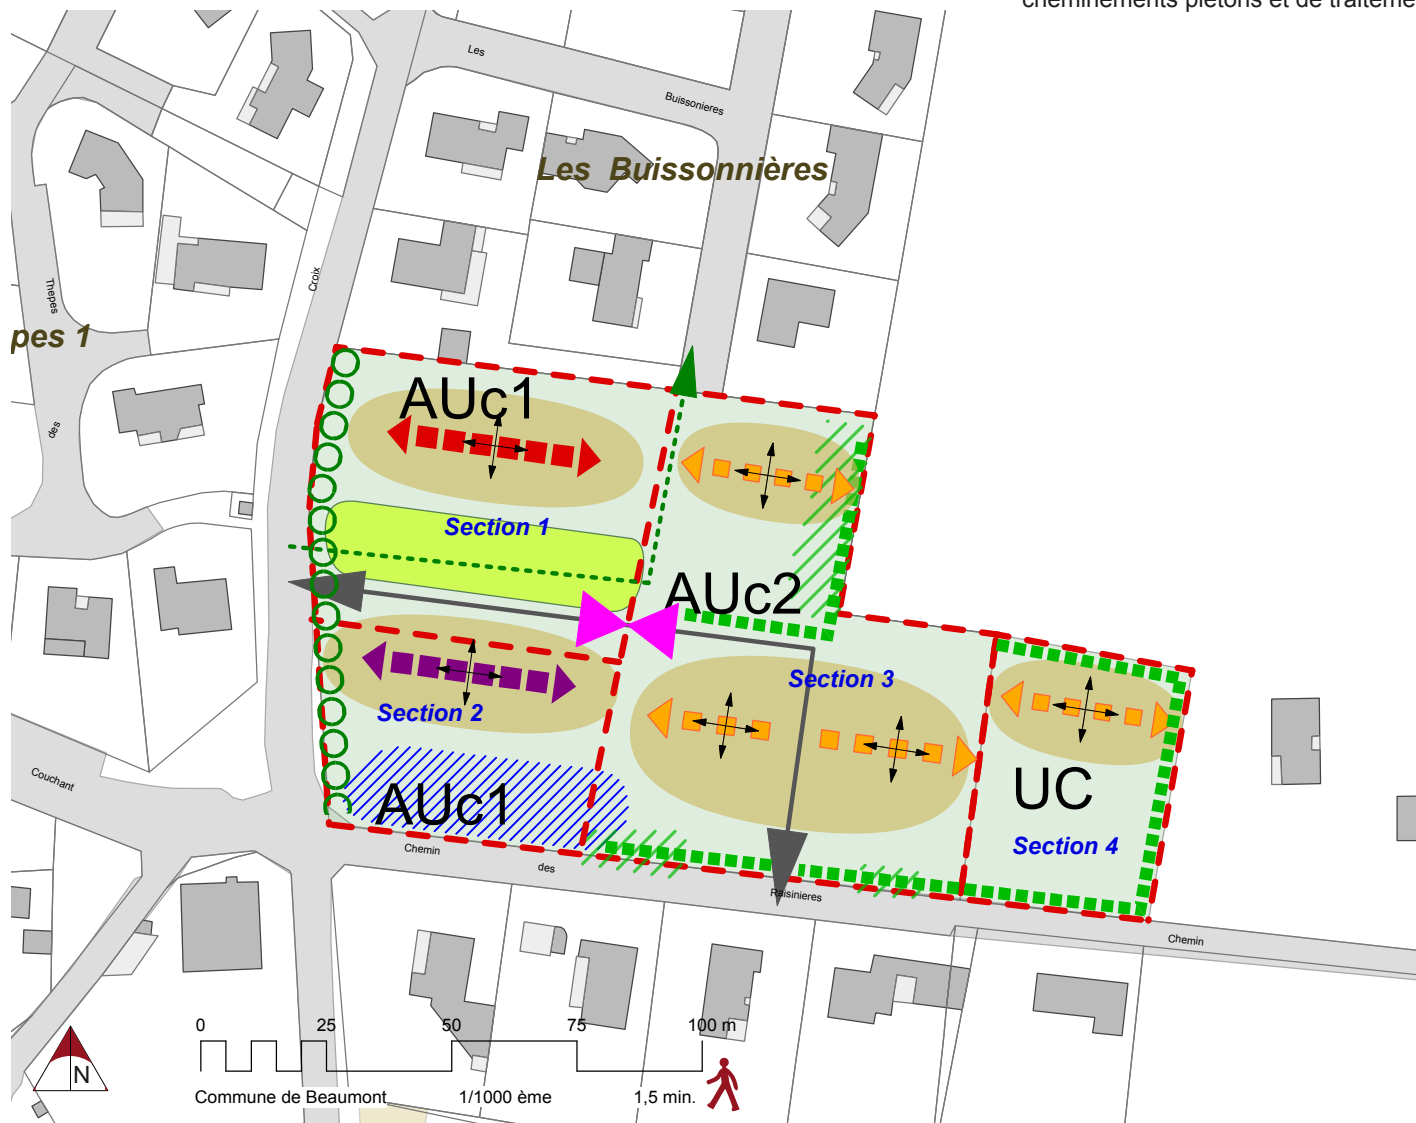 cheminements piétons et de traiteme
Les
Buissonieres
Les Buissonnières
Croix
Thepes
pes 1
des
AUc1
Section 1
AUc2
Section 3
Section 2
UC
AUc1
Section 4
Couchant
Chemin
des
Raisinieres
Chemin
0 25 50 75 100 m
N
Commune de Beaumont 1/1000 ème 1,5 min.